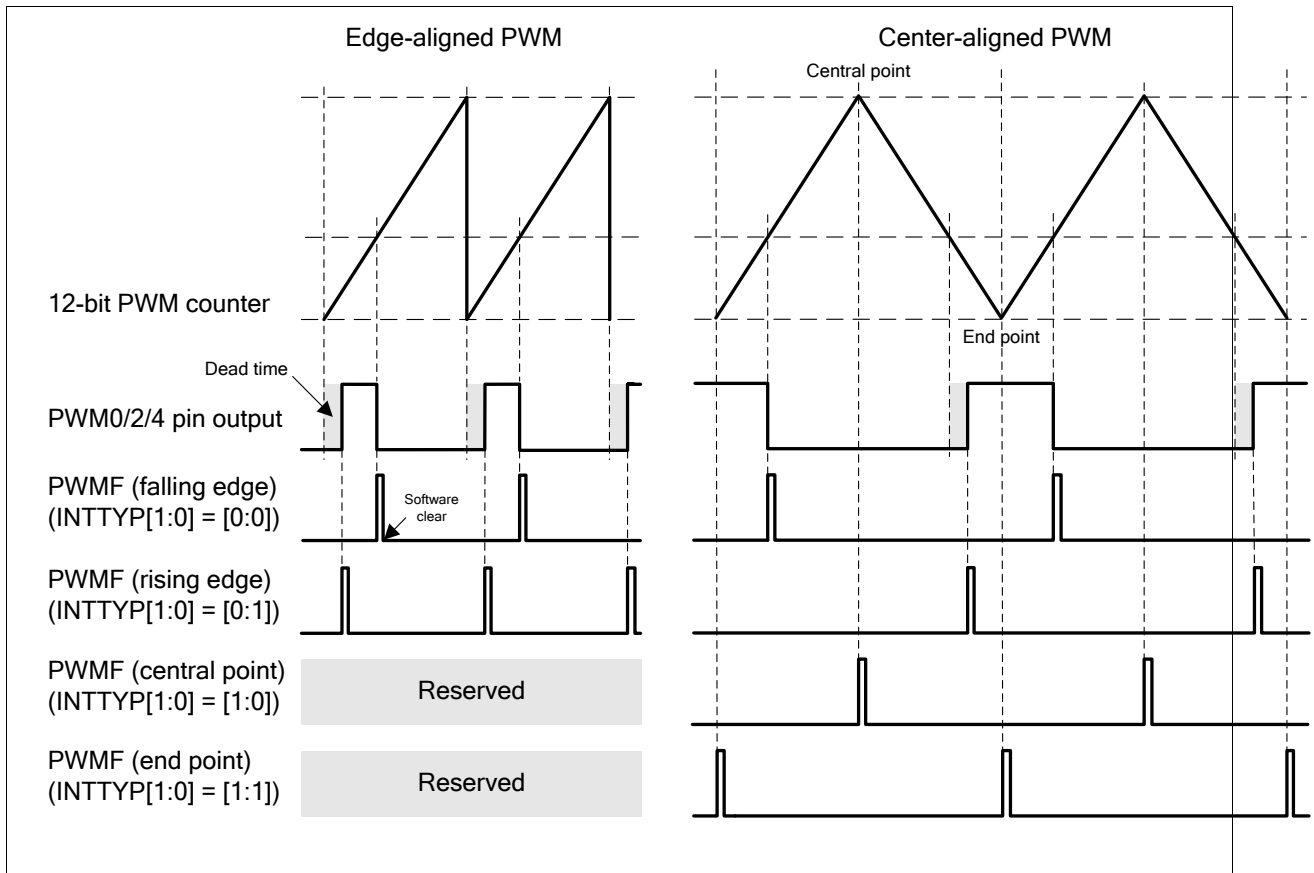 Edge-aligned PWM
Center-aligned PWM
Central point
12-bit PWM counter
End point
Dead time
PWM0/2/4 pin output
PWMF (falling edge)
(INTTYP[1:0] = [0:0])
Software
clear
PWMF (rising edge)
(INTTYP[1:0] = [0:1])
PWMF (central point)
(INTTYP[1:0] = [1:0])
Reserved
PWMF (end point)
(INTTYP[1:0] = [1:1])
Reserved